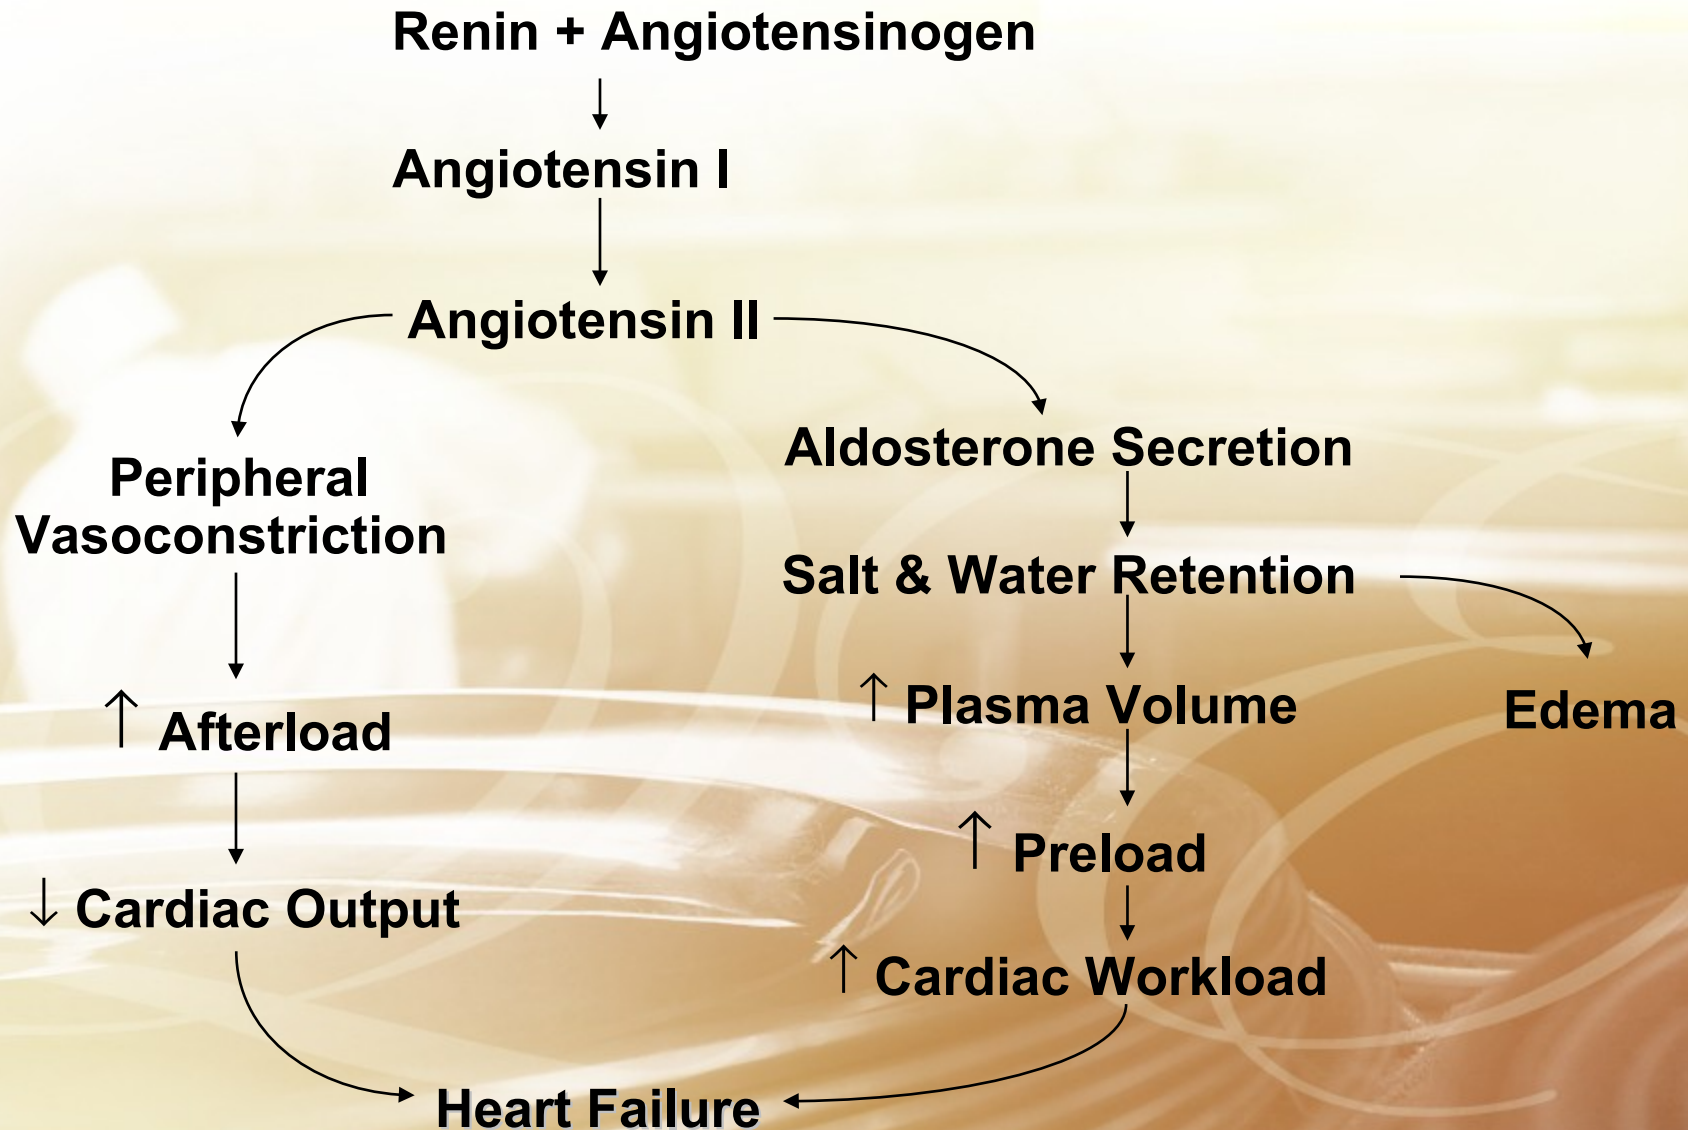 Renin + Angiotensinogen
Angiotensin I
Angiotensin II
Peripheral
Vasoconstriction
↑ Afterload
↓ Cardiac Output
Aldosterone Secretion
Salt & Water Retention
↑ Plasma Volume
Edema
↑ Preload
↑ Cardiac Workload
Heart Failure